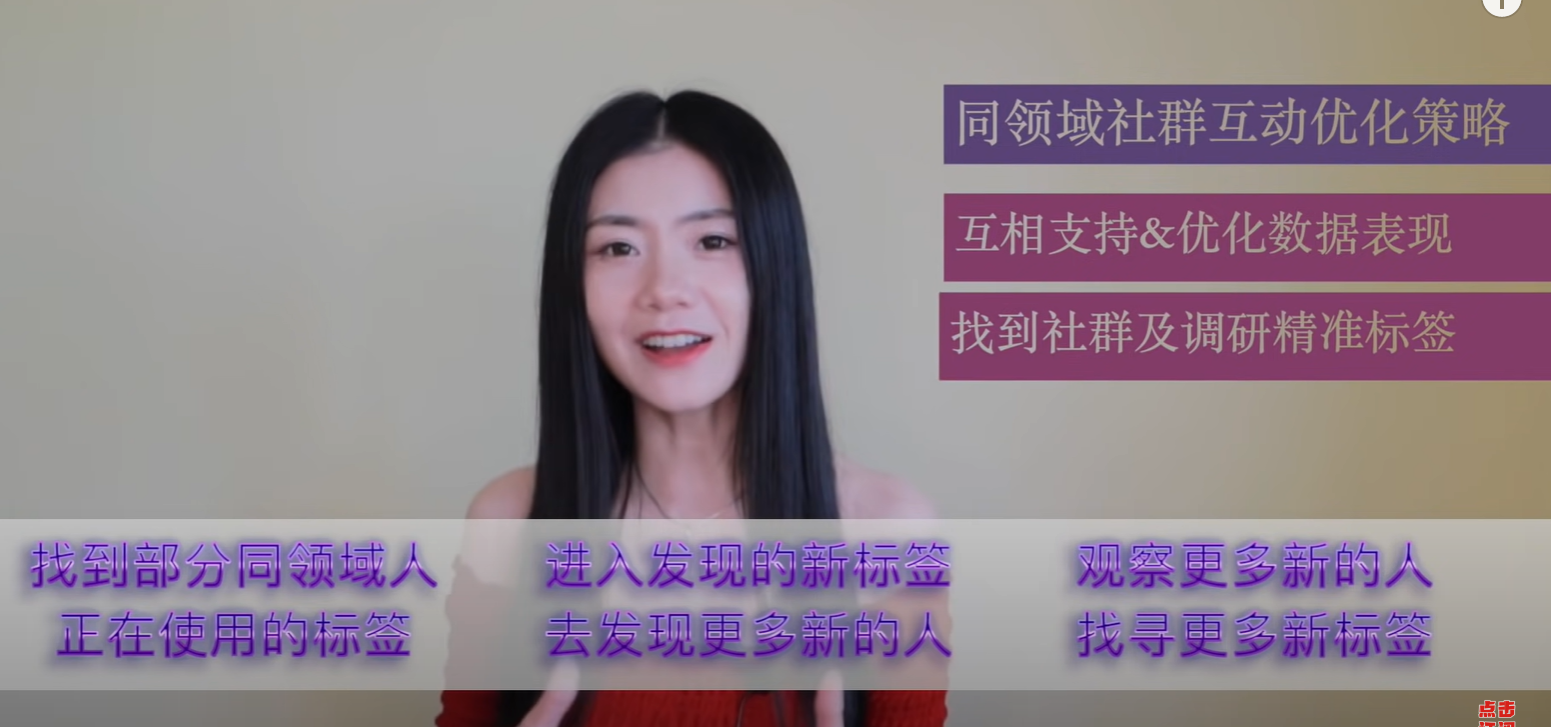 同领域社群互动优化策略
互相支持&优化数据表现
找到社群及调研精准标签
找到部分同领域人
正在使用的标签
进入发现的新标签
去发现更多新的人
观察更多新的人
找寻更多新标签
点击